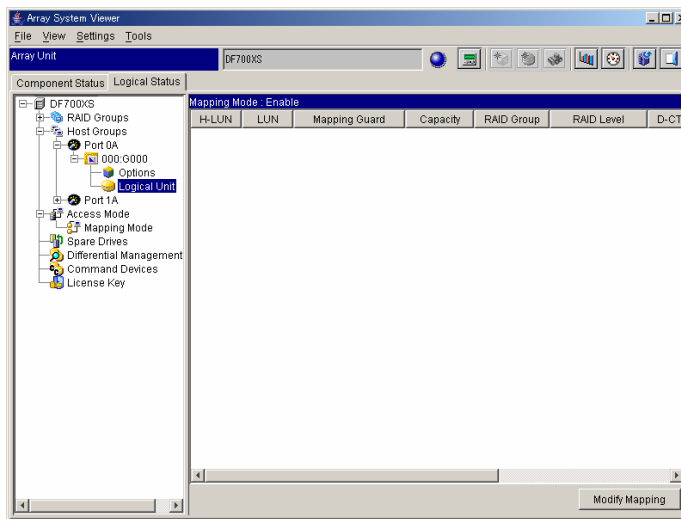 Array System Viewer
File View Settings Tools
Array Unit
DF700XS
Component Status Logical Status
DF700XS
RAID Groups
Host Groups
Port 0A
000:G000
Options
Logical Unit
Port 1A
Access Mode
Mapping Mode
Spare Drives
Differential Management
Command Devices
License Key
Mapping Mode : Enable
H-LUN LUN Mapping Guard Capacity RAID Group RAID Level D-CT
Modify Mapping